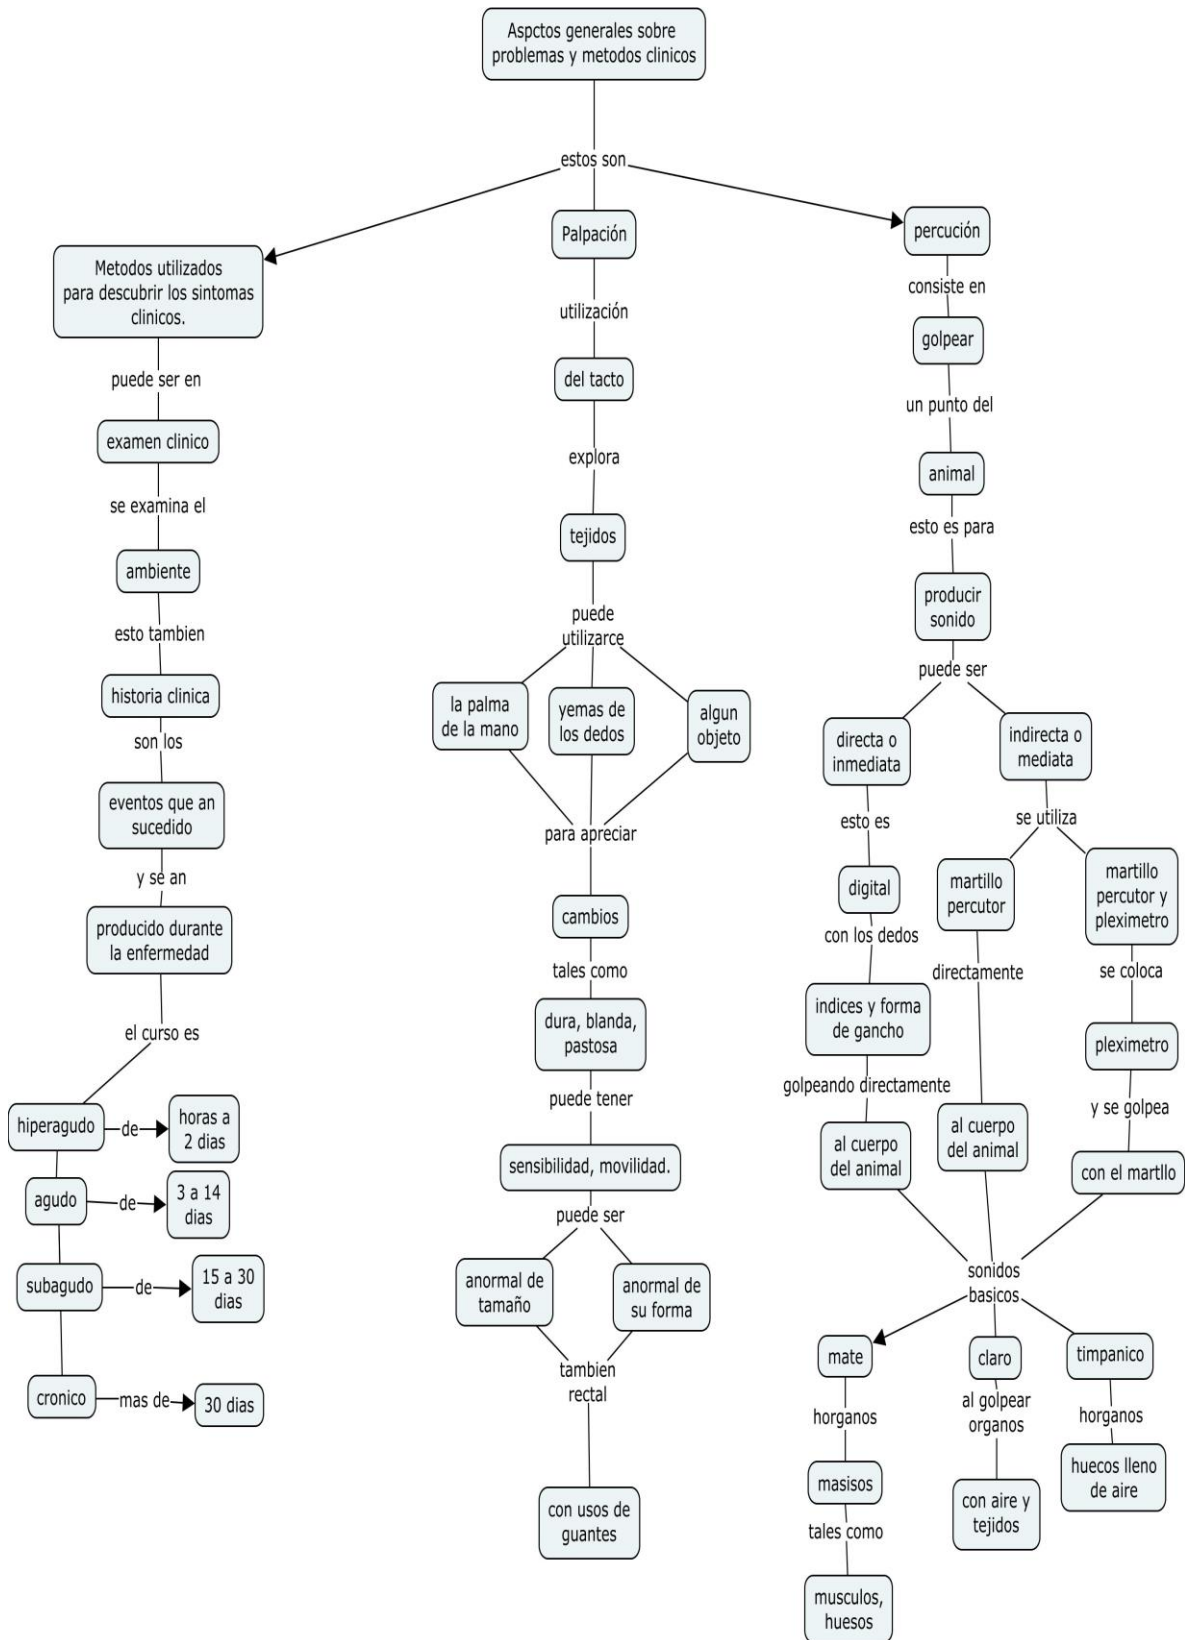 Aspctos generales sobre
problemas y metodos clinicos
estos son
Metodos utilizados
para descubrir los sintomas
clinicos.
puede ser en
examen clinico
se examina el
ambiente
esto tambien
historia clinica
son los
eventos que an
sucedido
y se an
producido durante
la enfermedad
el curso es
hiperagudo
de
horas a
2 dias
agudo
de
3 a 14
dias
subagudo
de
15 a 30
dias
cronico
mas de
30 dias
Palpación
utilización
del tacto
explora
tejidos
puede
utilizarce
la palma
de la mano
yemas de
los dedos
algun
objeto
para apreciar
cambios
tales como
dura, blanda,
pastosa
puede tener
sensibilidad, movilidad.
puede ser
anormal de
tamaño
anormal de
su forma
tambien
rectal
con usos de
guantes
percución
consiste en
golpear
un punto del
animal
esto es para
producir
sonido
puede ser
directa o
inmediata
esto es
digital
con los dedos
indices y forma
de gancho
golpeando directamente
al cuerpo
del animal
indirecta o
mediata
se utiliza
martillo
percutor
directamente
al cuerpo
del animal
martillo
percutor y
pleximetro
se coloca
pleximetro
y se golpea
con el martllo
sonidos
basicos
mate
horganos
masisos
tales como
musculos,
huesos
claro
al golpear
organos
con aire y
tejidos
timpanico
horganos
huecos lleno
de aire